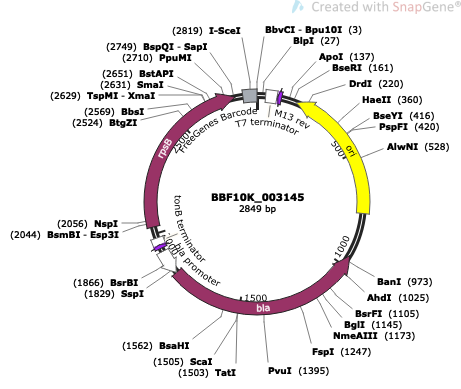 Created with SnapGene®
(2819) I-SceI
BbvCI - Bpu10I (3)
BlpI (27)
(2749) BspQI - SapI
(2710) PpuMI
ApoI (137)
BseRI (161)
(2651) BstAPI
(2631) SmaI
(2629) TspMI - XmaI
DrdI (220)
HaeII (360)
(2569) BbsI
(2524) BtgZI
BseYI (416)
PspFI (420)
AlwNI (528)
FreeGenes Barcode
T7 terminator
M13 rev
rpsB
2500
ori
500
BBF10K_003145
2849 bp
(2056) NspI
(2044) BsmBI - Esp3I
tonB terminator
bla promoter
1000
(1866) BsrBI
(1829) SspI
BanI (973)
AhdI (1025)
BsrFI (1105)
BglI (1145)
NmeAIII (1173)
1500
bla
(1562) BsaHI
FspI (1247)
(1505) ScaI
(1503) TatI
PvuI (1395)